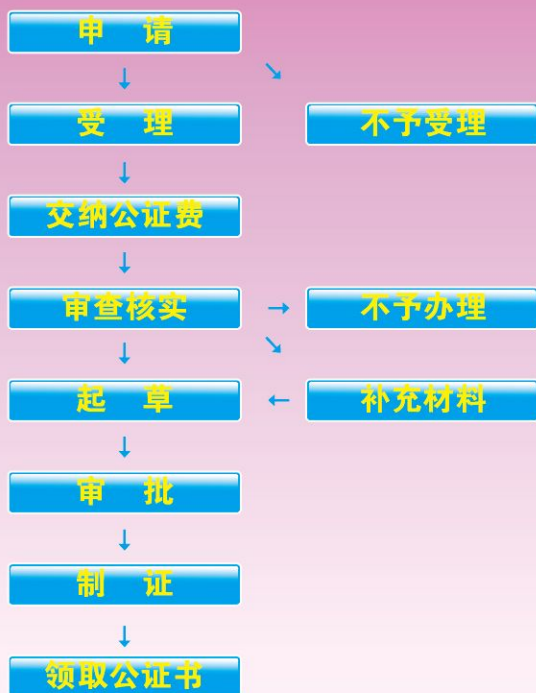 申 请
受 理
不予受理
交纳公证费
审查核实
不予办理
起 草
补充材料
审 批
制 证
领取公证书